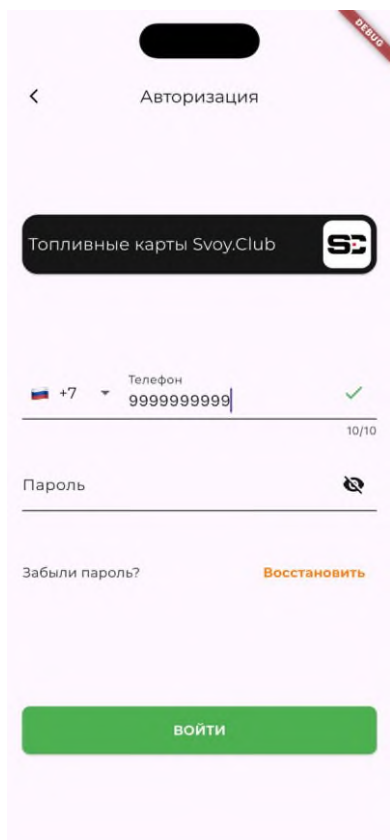 DEBUG
Авторизация
Топливные карты Svoy.Club
SC
+7
Телефон
9999999999
10/10
Пароль
Забыли пароль? Восстановить
ВОЙТИ